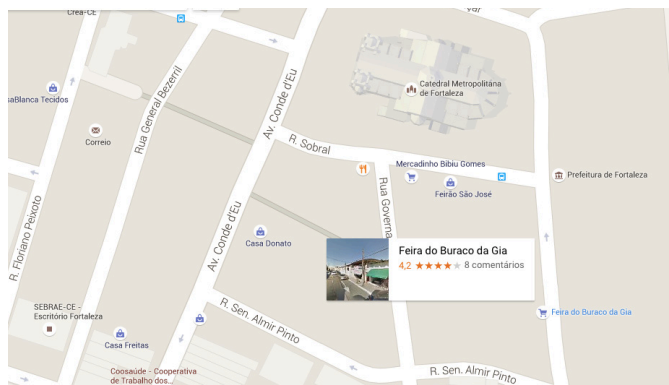 Crea-CE
Catedral Metropolitana
de Fortaleza
saBlanca Tecidos
Rua General Bezerril
Av. Conde d'Eu
Correio
R. Sobral
Mercadinho Bibiu Gomes
Prefeitura de Fortaleza
Feirão São José
Rua Governa
R. Floriano Peixoto
Casa Donato
Av. Conde d'Eu
Feira do Buraco da Gia
4,2 8 comentários
SEBRAE-CE -
Escritório Fortaleza
R. Sen. Almir Pinto
Feira do Buraco da Gia
Casa Freitas
Coosaúde - Cooperativa
de Trabalho dos...
R. Sen. Almir Pinto